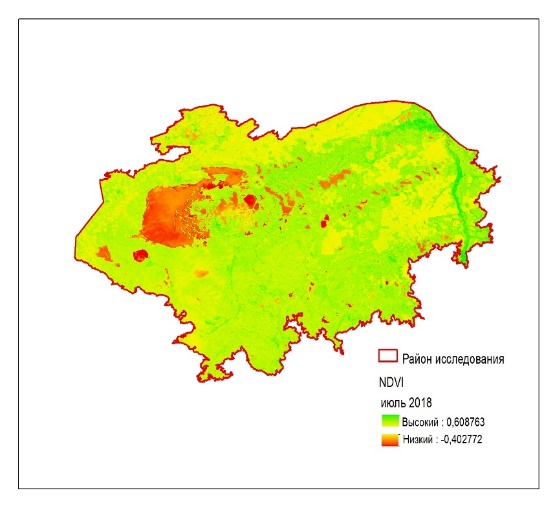 Район исследования
NDVI
июль 2018
Высокий : 0,608763
Низкий : -0,402772